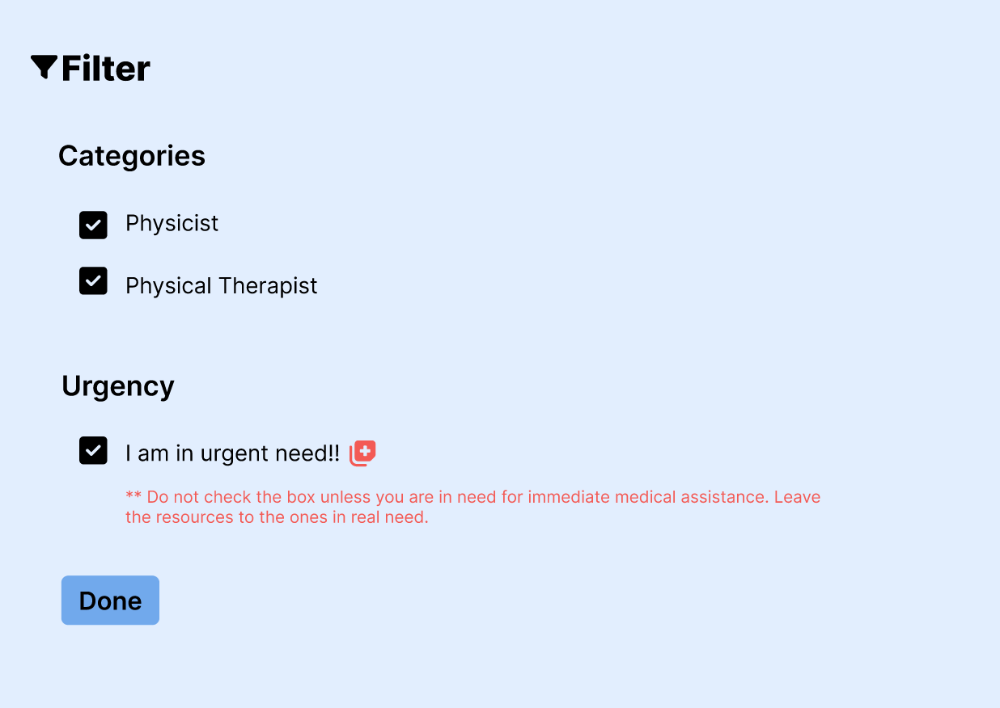 Filter
Categories
Physicist
Physical Therapist
Urgency
I am in urgent need!!
** Do not check the box unless you are in need for immediate medical assistance. Leave
the resources to the ones in real need.
Done